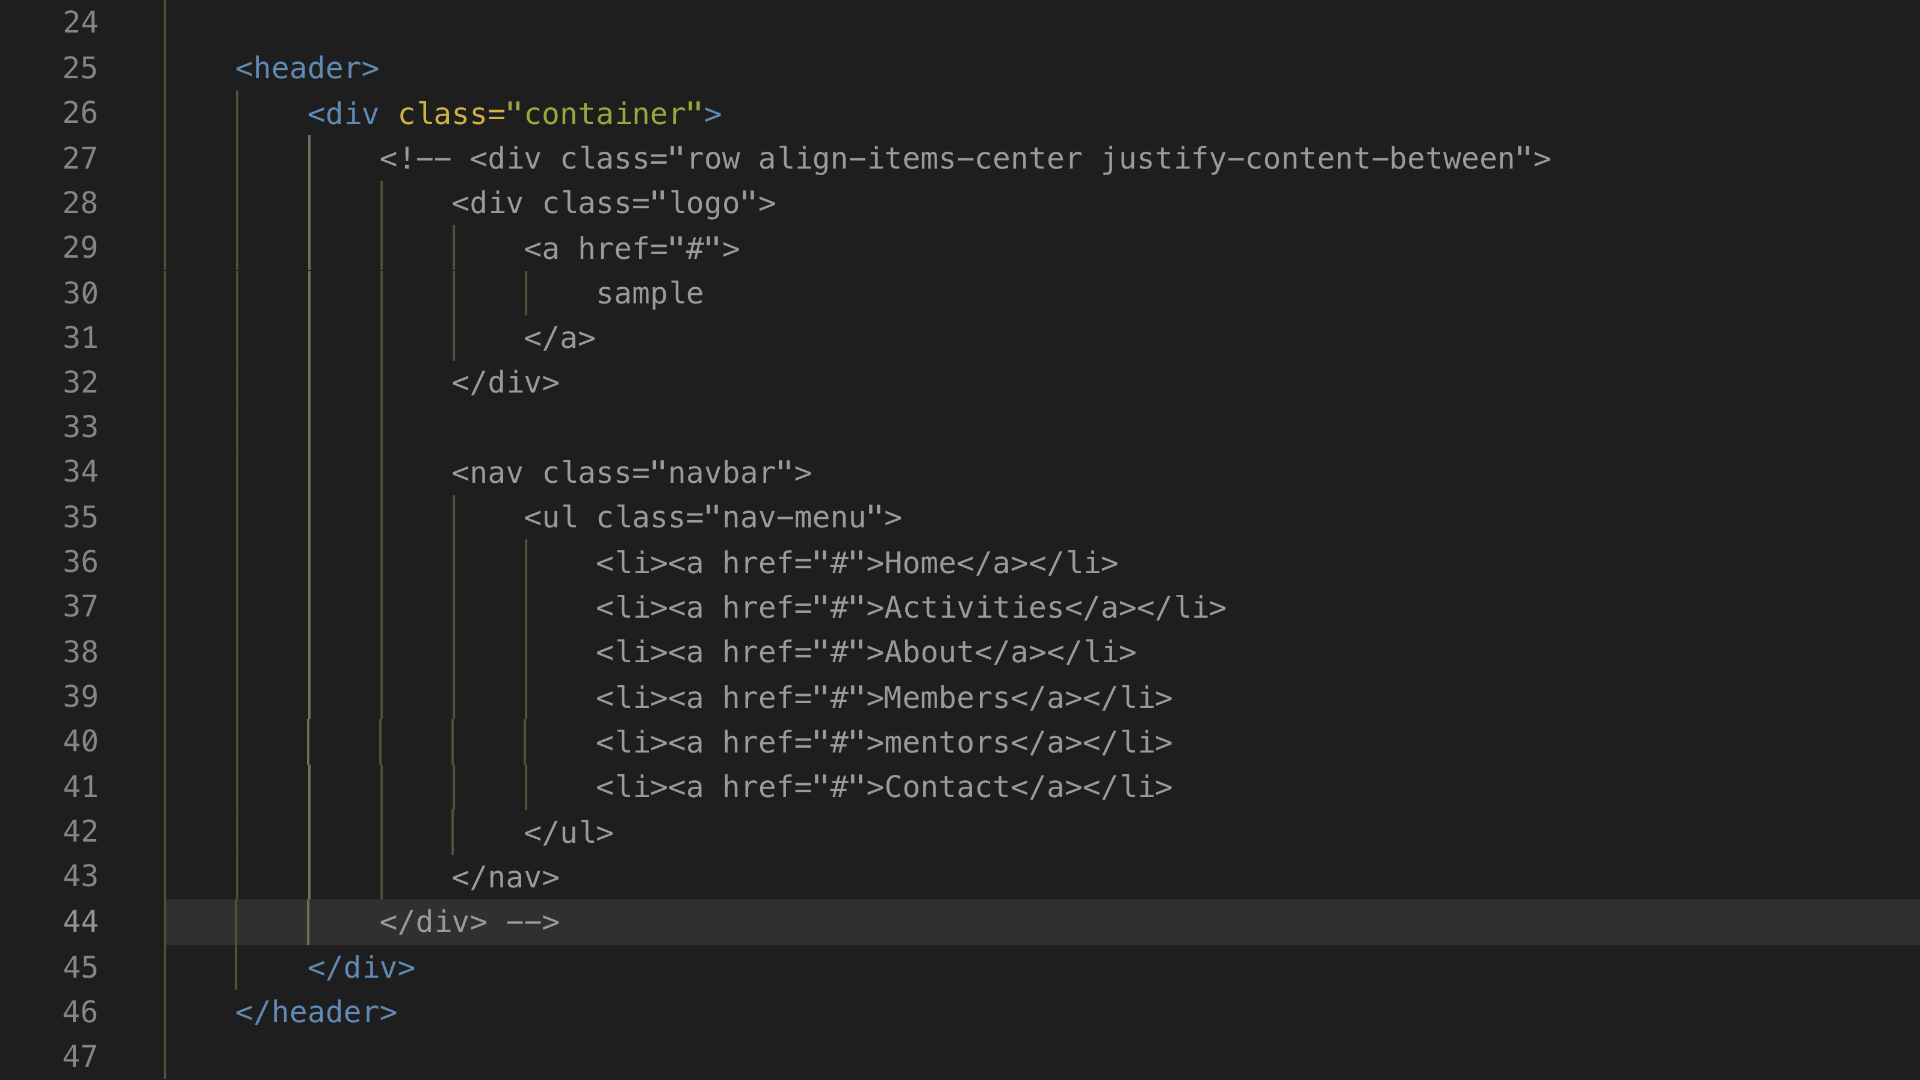 24
25 <header>
26 <div class="container">
27 <!-- <div class="row align-items-center justify-content-between">
28 <div class="logo">
29 <a href="#">
30 sample
31 </a>
32 </div>
33
34 <nav class="navbar">
35 <ul class="nav-menu">
36 <li><a href="#">Home</a></li>
37 <li><a href="#">Activities</a></li>
38 <li><a href="#">About</a></li>
39 <li><a href="#">Members</a></li>
40 <li><a href="#">mentors</a></li>
41 <li><a href="#">Contact</a></li>
42 </ul>
43 </nav>
44 </div> -->
45 </div>
46 </header>
47